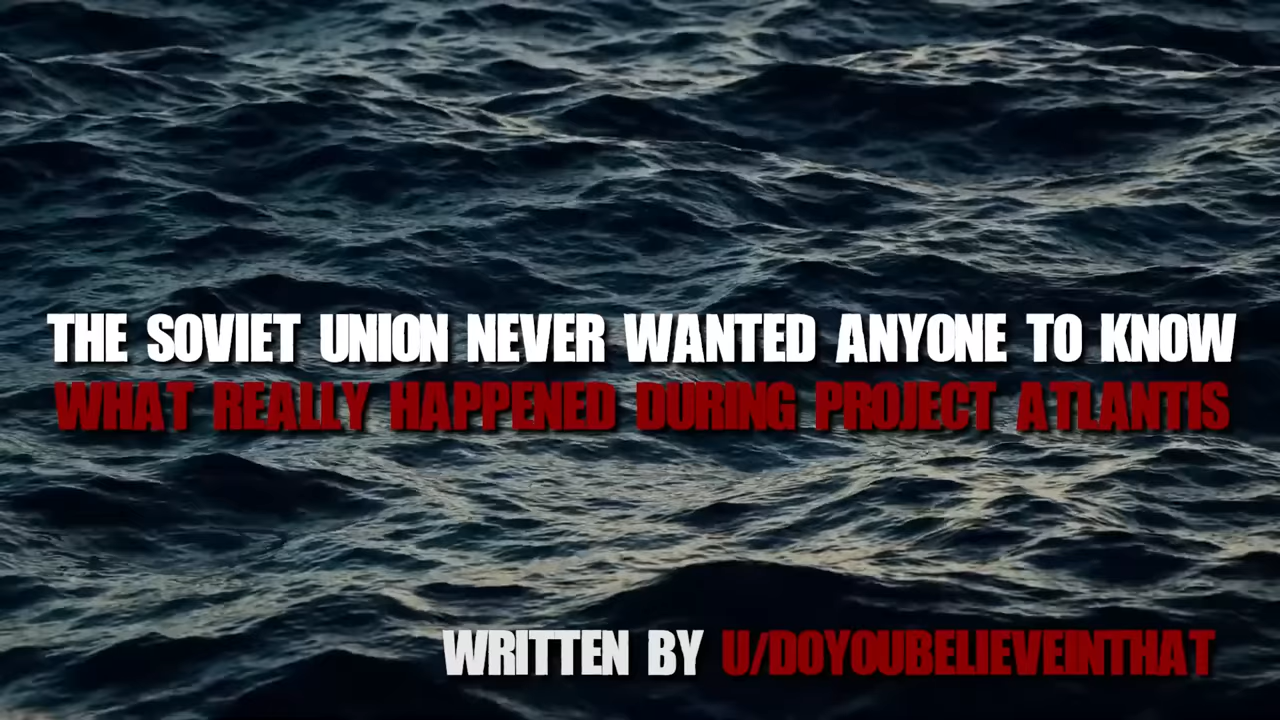 THE SOVIET UNION NEVER WANTED ANYONE TO KNOW
WHAT REALLY HAPPENED DURING PROJECT ATLANTIS
WRITTEN BY U/DOYOUBELIEVEINTHAT